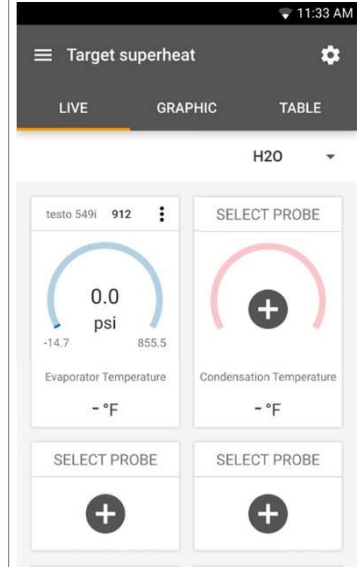 11:33 AM
Target superheat
LIVE GRAPHIC TABLE
H2O
testo 549i 912
SELECT PROBE
0.0
psi
-14.7 855.5
Evaporator Temperature
- °F
Condensation Temperature
- °F
SELECT PROBE
SELECT PROBE